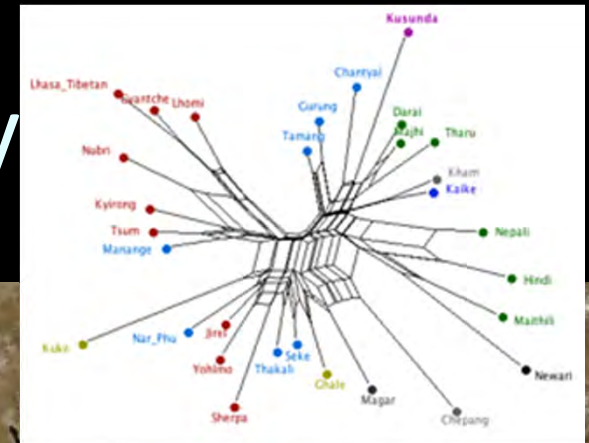 Kusunda
Chantyal
Lhasa_Tibetan
Gyantche
Lhomi
Gurung
Darai
Majhi
Tharu
Tamang
Nubri
Kham
Kaike
Kyirong
Tsum
Nepali
Manange
Hindi
Maithili
Nar_Phu
Jirel
Kuke
Seke
Yohlmo
Thakali
Newari
Ghale
Magar
Sherpa
Chepang